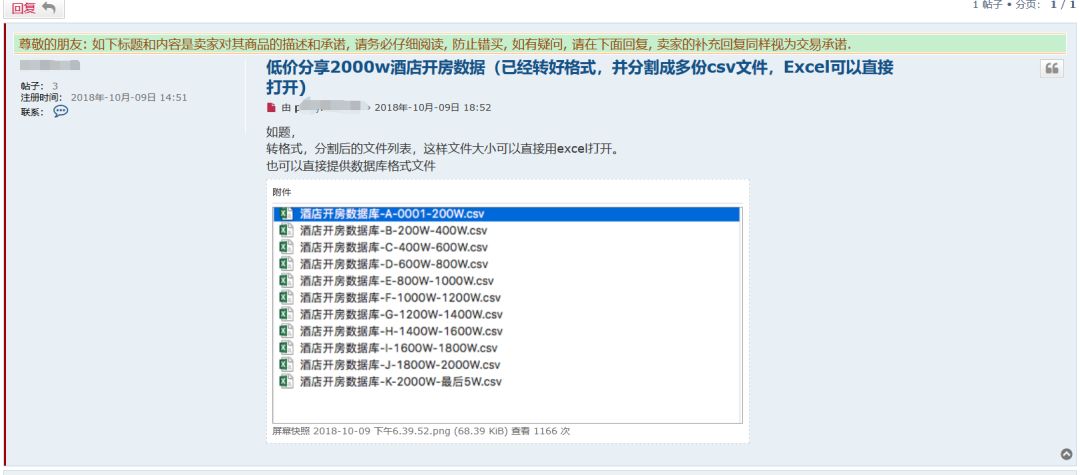 回复
1 帖子 • 分页： 1 / 1
尊敬的朋友: 如下标题和内容是卖家对其商品的描述和承诺, 请务必仔细阅读, 防止错买, 如有疑问, 请在下面回复, 卖家的补充回复同样视为交易承诺.
低价分享2000w酒店开房数据（已经转好格式，并分割成多份csv文件，Excel可以直接
打开）
帖子： 3
注册时间： 2018年-10月-09日 14:51
联系：
由 » 2018年-10月-09日 18:52
如题，
转格式，分割后的文件列表，这样文件大小可以直接用excel打开。
也可以直接提供数据库格式文件
附件
酒店开房数据库-A-0001-200W.csv
酒店开房数据库-B-200W-400W.csv
酒店开房数据库-C-400W-600W.csv
酒店开房数据库-D-600W-800W.csv
酒店开房数据库-E-800W-1000W.csv
酒店开房数据库-F-1000W-1200W.csv
酒店开房数据库-G-1200W-1400W.csv
酒店开房数据库-H-1400W-1600W.csv
酒店开房数据库-I-1600W-1800W.csv
酒店开房数据库-J-1800W-2000W.csv
酒店开房数据库-K-2000W-最后5W.csv
屏幕快照 2018-10-09 下午6.39.52.png (68.39 KiB) 查看 1166 次